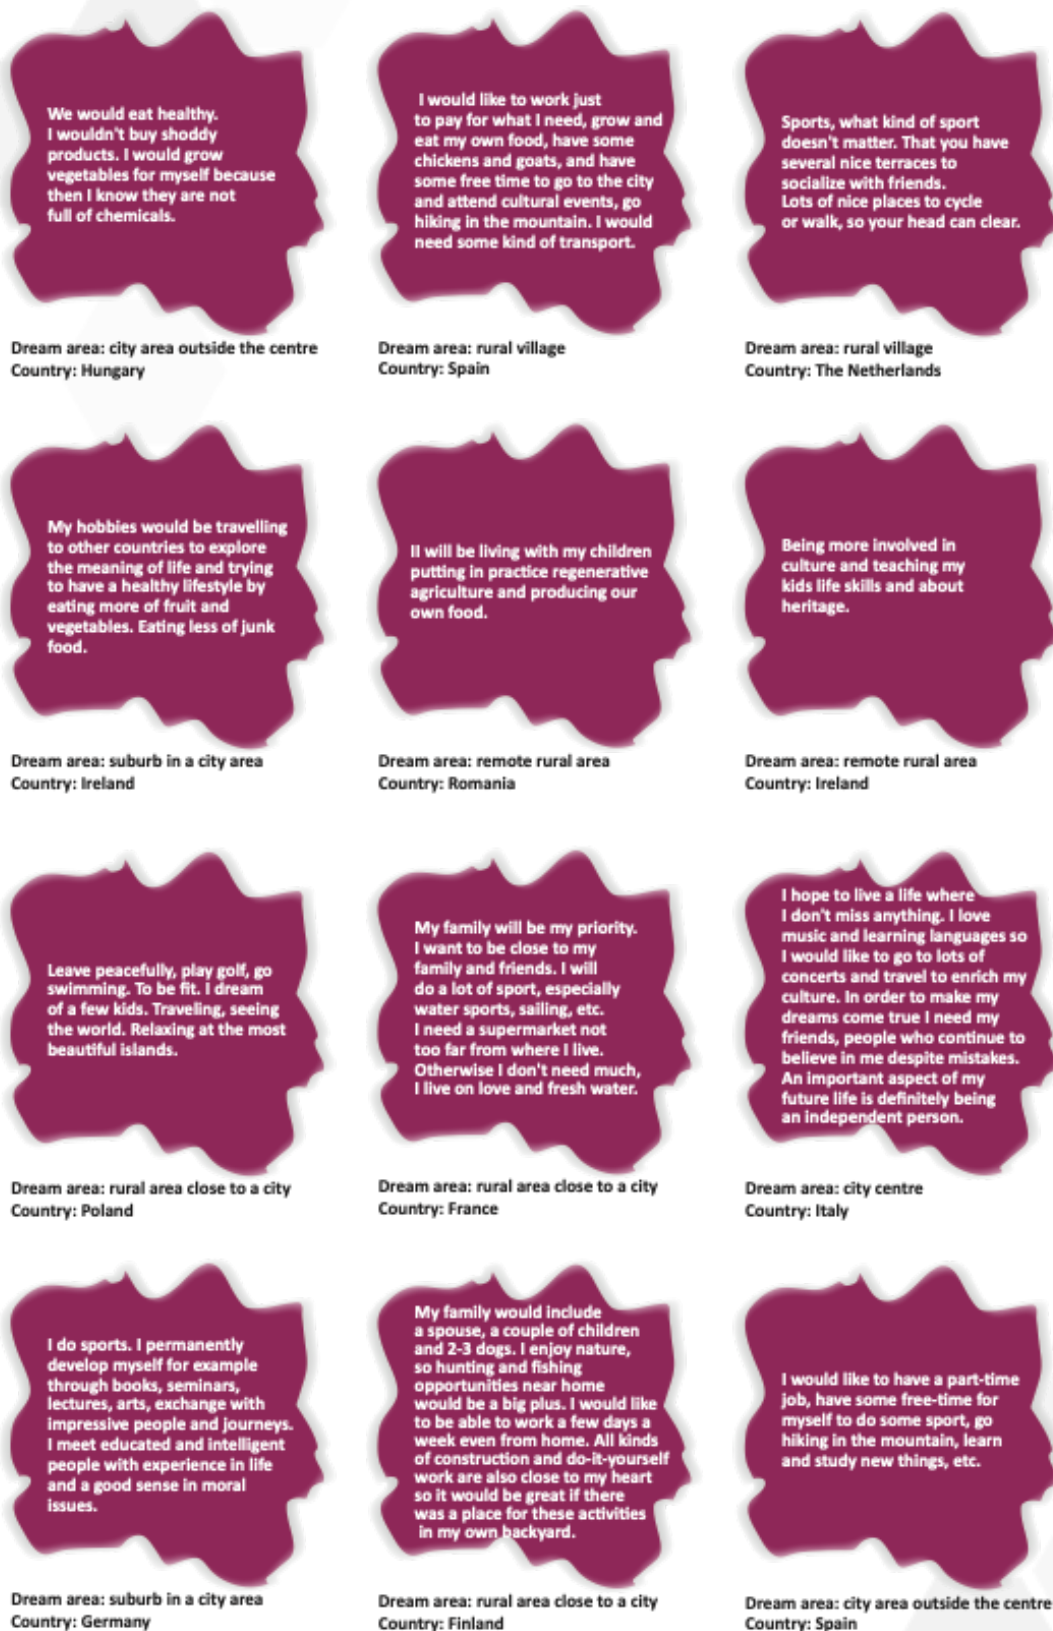 We would eat healthy.
I wouldn't buy shoddy
products. I would grow
vegetables for myself because
then I know they are not
full of chemicals.
Dream area: city area outside the centre
Country: Hungary
I would like to work just
to pay for what I need, grow and
eat my own food, have some
chickens and goats, and have
some free time to go to the city
and attend cultural events, go
hiking in the mountain. I would
need some kind of transport.
Dream area: rural village
Country: Spain
Sports, what kind of sport
doesn't matter. That you have
several nice terraces to
socialize with friends.
Lots of nice places to cycle
or walk, so your head can clear.
Dream area: rural village
Country: The Netherlands
My hobbies would be travelling
to other countries to explore
the meaning of life and trying
to have a healthy lifestyle by
eating more of fruit and
vegetables. Eating less of junk
food.
Dream area: suburb in a city area
Country: Ireland
II will be living with my children
putting in practice regenerative
agriculture and producing our
own food.
Dream area: remote rural area
Country: Romania
Being more involved in
culture and teaching my
kids life skills and about
heritage.
Dream area: remote rural area
Country: Ireland
Leave peacefully, play golf, go
swimming. To be fit. I dream
of a few kids. Traveling, seeing
the world. Relaxing at the most
beautiful islands.
Dream area: rural area close to a city
Country: Poland
My family will be my priority.
I want to be close to my
family and friends. I will
do a lot of sport, especially
water sports, sailing, etc.
I need a supermarket not
too far from where I live.
Otherwise I don't need much,
I live on love and fresh water.
Dream area: rural area close to a city
Country: France
I hope to live a life where
I don't miss anything. I love
music and learning languages so
I would like to go to lots of
concerts and travel to enrich my
culture. In order to make my
dreams come true I need my
friends, people who continue to
believe in me despite mistakes.
An important aspect of my
future life is definitely being
an independent person.
Dream area: city centre
Country: Italy
I do sports. I permanently
develop myself for example
through books, seminars,
lectures, arts, exchange with
impressive people and journeys.
I meet educated and intelligent
people with experience in life
and a good sense in moral
issues.
Dream area: suburb in a city area
Country: Germany
My family would include
a spouse, a couple of children
and 2-3 dogs. I enjoy nature,
so hunting and fishing
opportunities near home
would be a big plus. I would like
to be able to work a few days a
week even from home. All kinds
of construction and do-it-yourself
work are also close to my heart
so it would be great if there
was a place for these activities
in my own backyard.
Dream area: rural area close to a city
Country: Finland
I would like to have a part-time
job, have some free-time for
myself to do some sport, go
hiking in the mountain, learn
and study new things, etc.
Dream area: city area outside the centre
Country: Spain